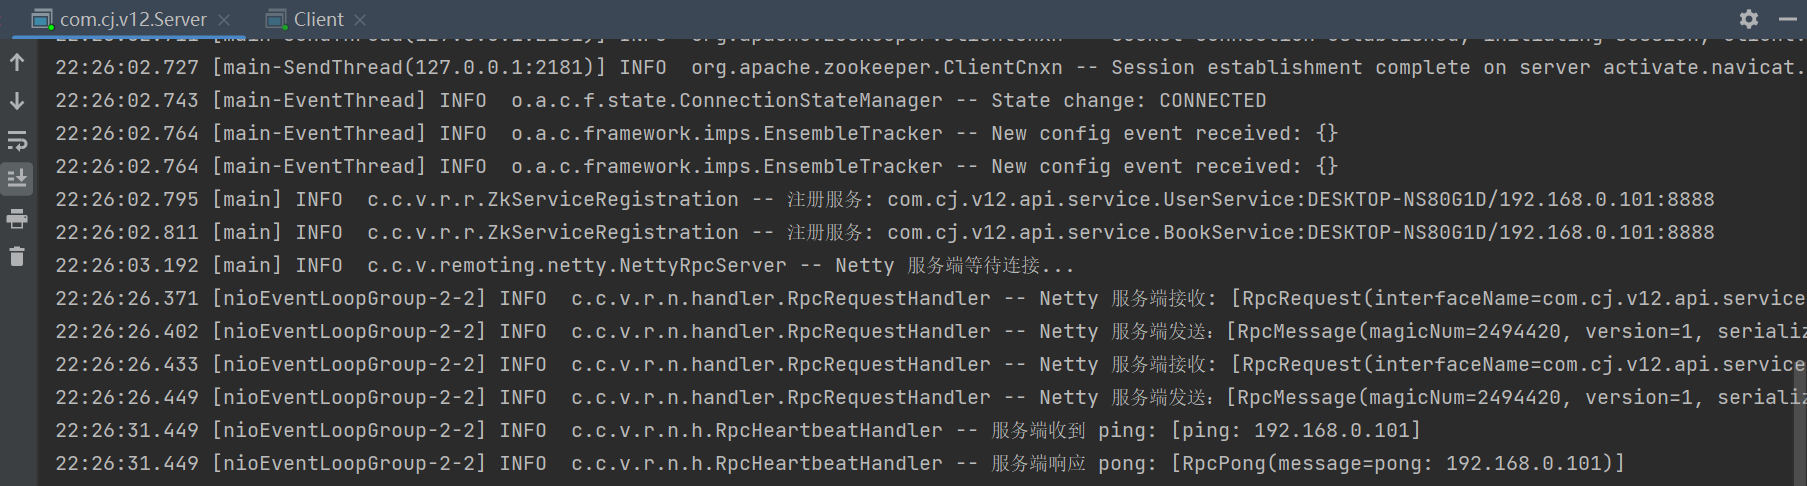 com.cj.v12.Server Client
22:26:02.727 [main-SendThread(127.0.0.1:2181)] INFO  org.apache.zookeeper.ClientCnxn -- Session establishment complete on server activate.navicat.
22:26:02.743 [main-EventThread] INFO  o.a.c.f.state.ConnectionStateManager -- State change: CONNECTED
22:26:02.764 [main-EventThread] INFO  o.a.c.framework.imps.EnsembleTracker -- New config event received: {}
22:26:02.764 [main-EventThread] INFO  o.a.c.framework.imps.EnsembleTracker -- New config event received: {}
22:26:02.795 [main] INFO  c.c.v.r.r.ZkServiceRegistration -- 注册服务: com.cj.v12.api.service.UserService:DESKTOP-NS80G1D/192.168.0.101:8888
22:26:02.811 [main] INFO  c.c.v.r.r.ZkServiceRegistration -- 注册服务: com.cj.v12.api.service.BookService:DESKTOP-NS80G1D/192.168.0.101:8888
22:26:03.192 [main] INFO  c.c.v.remoting.netty.NettyRpcServer -- Netty 服务端等待连接...
22:26:26.371 [nioEventLoopGroup-2-2] INFO  c.c.v.r.n.handler.RpcRequestHandler -- Netty 服务端接收: [RpcRequest(interfaceName=com.cj.v12.api.service
22:26:26.402 [nioEventLoopGroup-2-2] INFO  c.c.v.r.n.handler.RpcRequestHandler -- Netty 服务端发送：[RpcMessage(magicNum=2494420, version=1, serializ
22:26:26.433 [nioEventLoopGroup-2-2] INFO  c.c.v.r.n.handler.RpcRequestHandler -- Netty 服务端接收: [RpcRequest(interfaceName=com.cj.v12.api.service
22:26:26.449 [nioEventLoopGroup-2-2] INFO  c.c.v.r.n.handler.RpcRequestHandler -- Netty 服务端发送：[RpcMessage(magicNum=2494420, version=1, serializ
22:26:31.449 [nioEventLoopGroup-2-2] INFO  c.c.v.r.n.h.RpcHeartbeatHandler -- 服务端收到 ping: [ping: 192.168.0.101]
22:26:31.449 [nioEventLoopGroup-2-2] INFO  c.c.v.r.n.h.RpcHeartbeatHandler -- 服务端响应 pong: [RpcPong(message=pong: 192.168.0.101)]